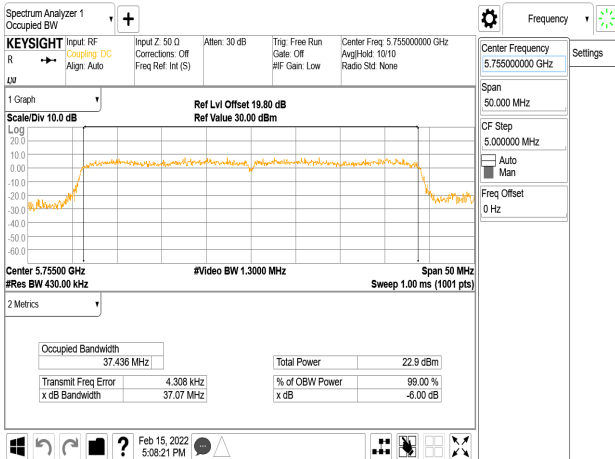 Spectrum Analyzer 1
Occupied BW
Frequency
KEYSIGHT
R
Input: RF
Coupling: DC
Align: Auto
Input Z: 50 Ω
Corrections: Off
Freq Ref: Int (S)
Atten: 30 dB
Trig: Free Run
Gate: Off
#IF Gain: Low
Center Freq: 5.755000000 GHz
Avg|Hold: 10/10
Radio Std: None
Center Frequency
5.755000000 GHz
Settings
Span
50.000 MHz
CF Step
5.000000 MHz
Auto
Man
Freq Offset
0 Hz
1 Graph
Ref Lvl Offset 19.80 dB
Scale/Div 10.0 dB
Ref Value 30.00 dBm
Log
20.0
10.0
0.00
-10.0
-20.0
-30.0
-40.0
-50.0
-60.0
Center 5.75500 GHz
#Video BW 1.3000 MHz
Span 50 MHz
#Res BW 430.00 kHz
Sweep 1.00 ms (1001 pts)
2 Metrics
Occupied Bandwidth
37.436 MHz
Total Power 22.9 dBm
Transmit Freq Error 4.308 kHz
% of OBW Power 99.00 %
x dB Bandwidth 37.07 MHz
x dB -6.00 dB
?
Feb 15, 2022
5:08:21 PM